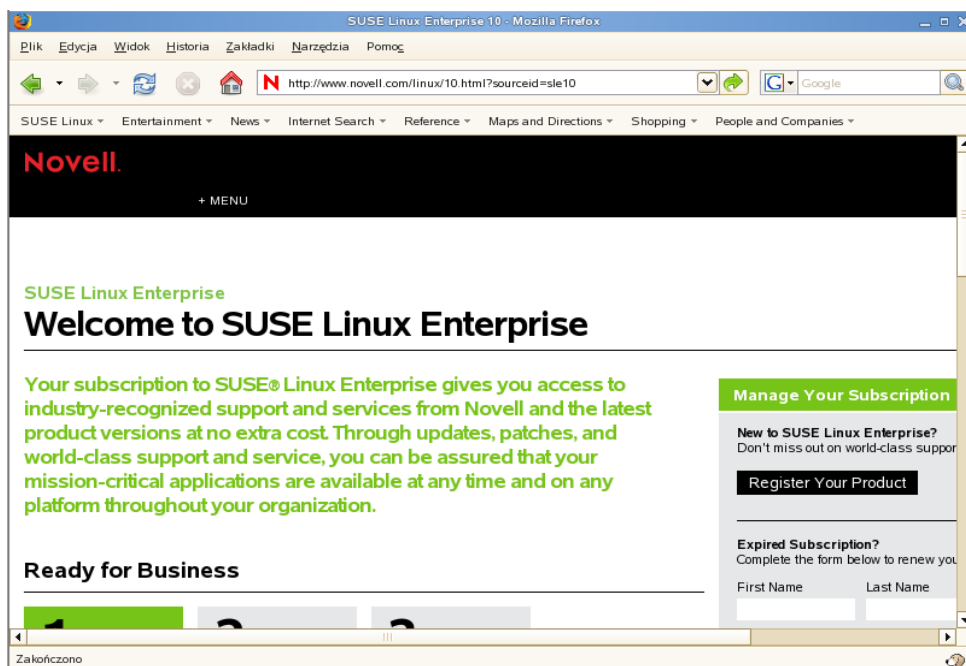 SUSE Linux Enterprise 10 - Mozilla Firefox
Plik Edycja Widok Historia Zakładki Narzędzia Pomoc
N http://www.novell.com/linux/10.html?sourceid=sle10 G Google
SUSE Linux Entertainment News Internet Search Reference Maps and Directions Shopping People and Companies
Novell.
+ MENU
SUSE Linux Enterprise
Welcome to SUSE Linux Enterprise
Your subscription to SUSE® Linux Enterprise gives you access to
industry-recognized support and services from Novell and the latest
product versions at no extra cost. Through updates, patches, and
world-class support and service, you can be assured that your
mission-critical applications are available at any time and on any
platform throughout your organization.
Manage Your Subscription
New to SUSE Linux Enterprise?
Don't miss out on world-class suppor
Register Your Product
Expired Subscription?
Complete the form below to renew you
First Name Last Name
Ready for Business
1 2 3
Zakończono